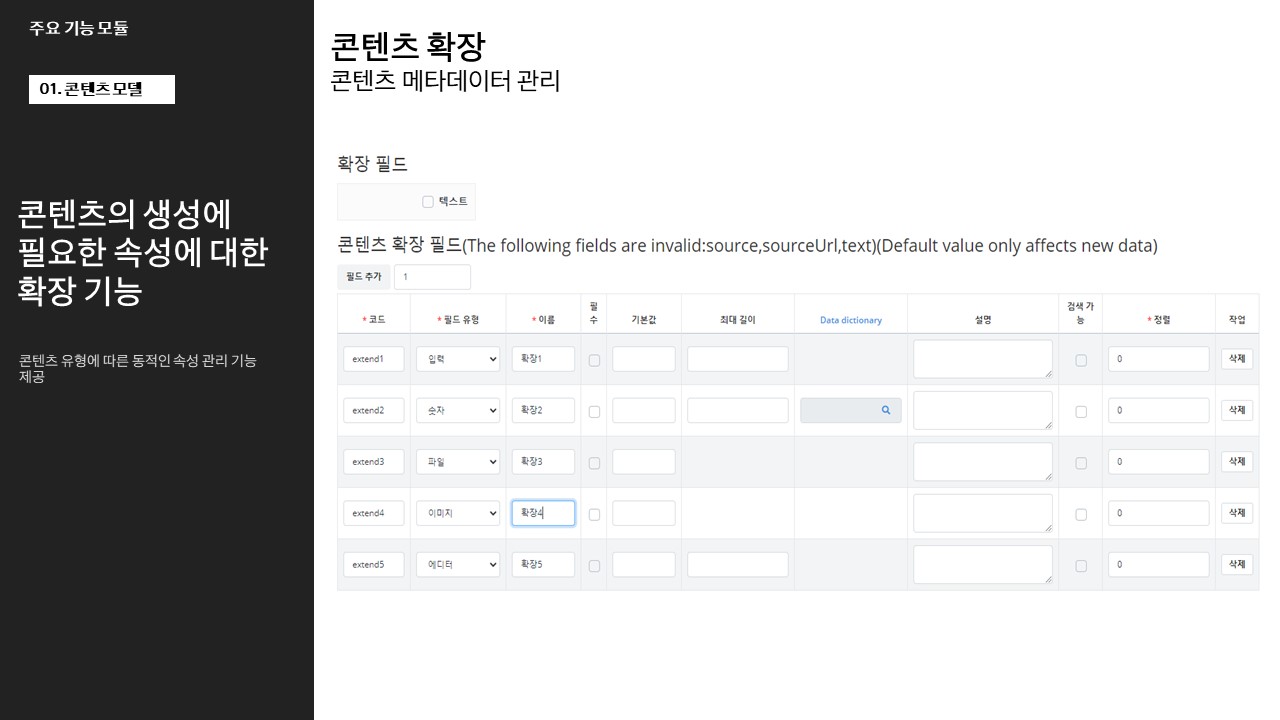 주요 기능 모듈
01. 콘텐츠 모델
콘텐츠의 생성에
필요한 속성에 대한
확장 기능
콘텐츠 유형에 따른 동적인 속성 관리 기능
제공
콘텐츠 확장
콘텐츠 메타데이터 관리
확장 필드
텍스트
콘텐츠 확장 필드(The following fields are invalid:source,sourceUrl,text)(Default value only affects new data)
필드 추가 1
* 코드 * 필드 유형 * 이름 필수 기본값 최대 길이 Data dictionary 설명 검색 가능 * 정렬 작업
extend1 입력 확장1 0 삭제
extend2 숫자 확장2 0 삭제
extend3 파일 확장3 0 삭제
extend4 이미지 확장4 0 삭제
extend5 에디터 확장5 0 삭제